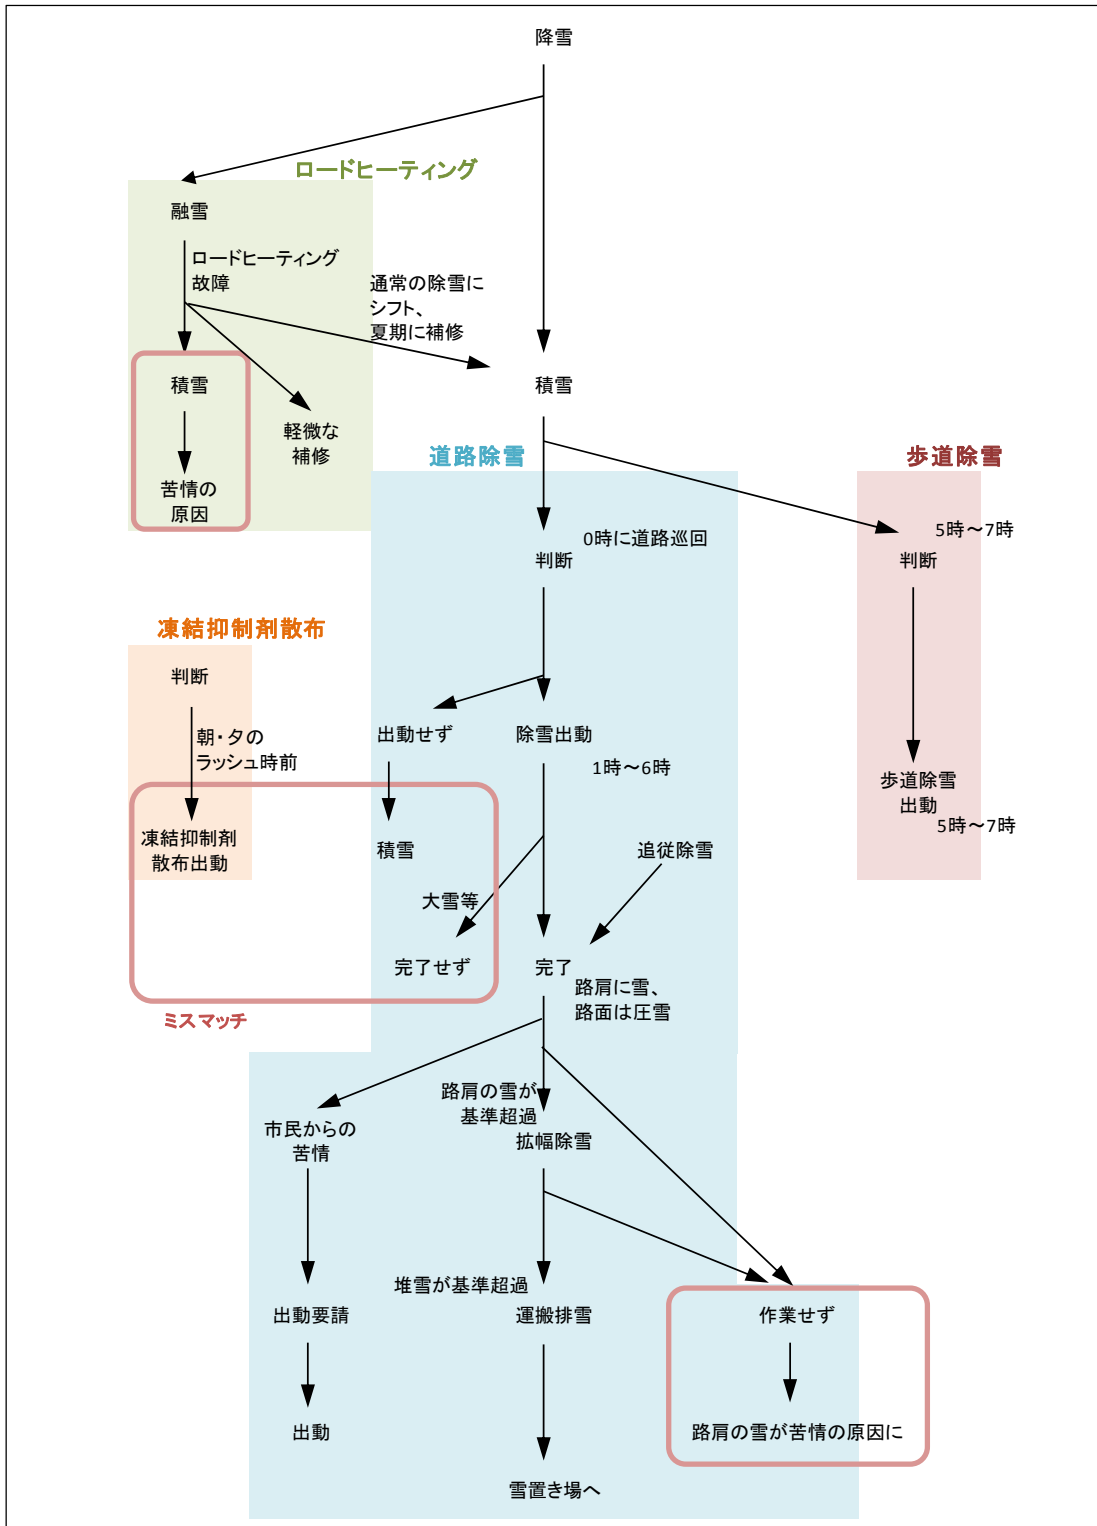 降雪
ロードヒーティング
融雪
ロードヒーティング
故障
通常の除雪に
シフト、
夏期に補修
積雪
積雪
軽微な
補修
苦情の
原因
道路除雪
歩道除雪
0時に道路巡回
判断
5時～7時
判断
凍結抑制剤散布
判断
朝・夕の
ラッシュ時前
出動せず
除雪出動
1時～6時
歩道除雪
出動
5時～7時
凍結抑制剤
散布出動
積雪
追従除雪
大雪等
完了せず
完了
路肩に雪、
路面は圧雪
ミスマッチ
路肩の雪が
基準超過
拡幅除雪
市民からの
苦情
堆雪が基準超過
出動要請
運搬排雪
作業せず
出動
路肩の雪が苦情の原因に
雪置き場へ